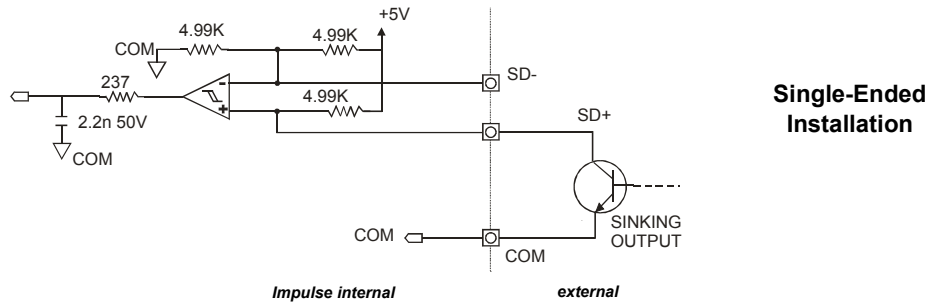 +5V
4.99K
4.99K
COM
SD-
237
4.99K
Single-Ended
Installation
SD+
2.2n 50V
COM
SINKING
OUTPUT
COM
COM
Impulse internal
external